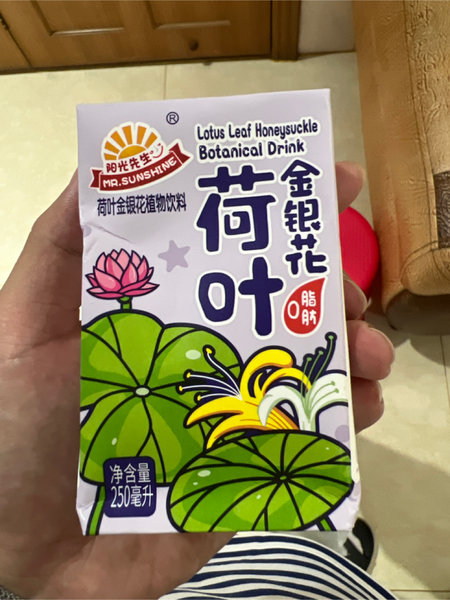 ®
阳光先生
MR.SUNSHINE
荷叶金银花植物饮料
Lotus Leaf Honeysuckle
Botanical Drink
金银花
荷叶
0脂肪
净含量
250毫升